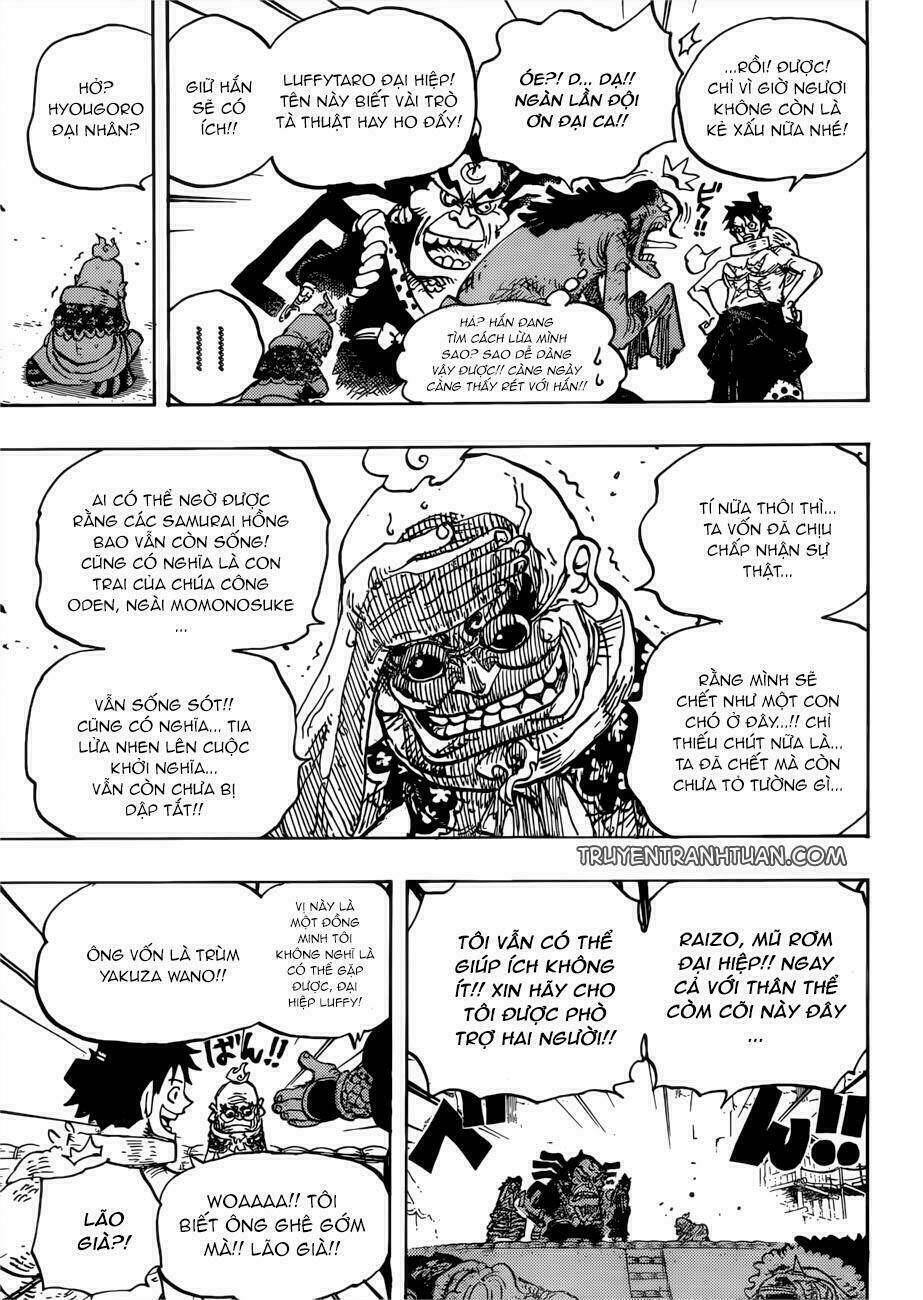 ...RỒI! ĐƯỢC!
CHỈ VÌ GIỜ NGƯƠI
KHÔNG CÒN LÀ
KẺ XẤU NỮA NHÉ!
ÓE?! D... DẠ!!
NGÀN LẦN ĐỘI
ƠN ĐẠI CA!!
ビク!!
LUFFYTARO ĐẠI HIỆP!
TÊN NÀY BIẾT VÀI TRÒ
TÀ THUẬT HAY HO ĐẤY!
GIỮ HẮN
SẼ CÓ
ÍCH!!
HẢ? HẮN ĐANG
TÌM CÁCH LỪA MÌNH
SAO? SAO DỄ DÀNG
VẬY ĐƯỢC!! CÀNG NGÀY
CÀNG THẤY RÉT VỚI HẮN!!
HỞ?
HYOUGORO
ĐẠI NHÂN?
TÍ NỮA THÔI THÌ...
TA VỐN ĐÃ CHỊU
CHẤP NHẬN SỰ
THẬT...
RẰNG MÌNH SẼ
CHẾT NHƯ MỘT CON
CHÓ Ở ĐÂY...!! CHỈ
THIẾU CHÚT NỮA LÀ...
TA ĐÃ CHẾT MÀ CÒN
CHƯA TỎ TƯỜNG GÌ...
AI CÓ THỂ NGỜ ĐƯỢC
RẰNG CÁC SAMURAI HỒNG
BAO VẪN CÒN SỐNG!
CŨNG CÓ NGHĨA LÀ CON
TRAI CỦA CHÚA CÔNG
ODEN, NGÀI MOMONOSUKE
...
VẪN SỐNG SÓT!!
CŨNG CÓ NGHĨA... TIA
LỬA NHEN LÊN CUỘC
KHỞI NGHĨA...
VẪN CÒN CHƯA BỊ
DẬP TẮT!!
TRUYENTRANHTUAN.COM
RAIZO, MŨ RƠM
ĐẠI HIỆP!! NGAY
CẢ VỚI THÂN THỂ
CÒM CÕI NÀY ĐÂY
...
TÔI VẪN CÓ THỂ
GIÚP ÍCH KHÔNG
ÍT!! XIN HÃY CHO
TÔI ĐƯỢC PHÒ
TRỢ HAI NGƯỜI!!
べん!!
VỊ NÀY LÀ
MỘT ĐỒNG
MINH TÔI
KHÔNG NGHĨ LÀ
CÓ THỂ GẶP
ĐƯỢC, ĐẠI
HIỆP LUFFY!
ÔNG VỐN LÀ TRÙM
YAKUZA WANO!!
ばん!!
WOAAAA!! TÔI
BIẾT ÔNG GHÊ GỚM
MÀ!! LÃO GIÀ!!
LÃO
GIÀ?!